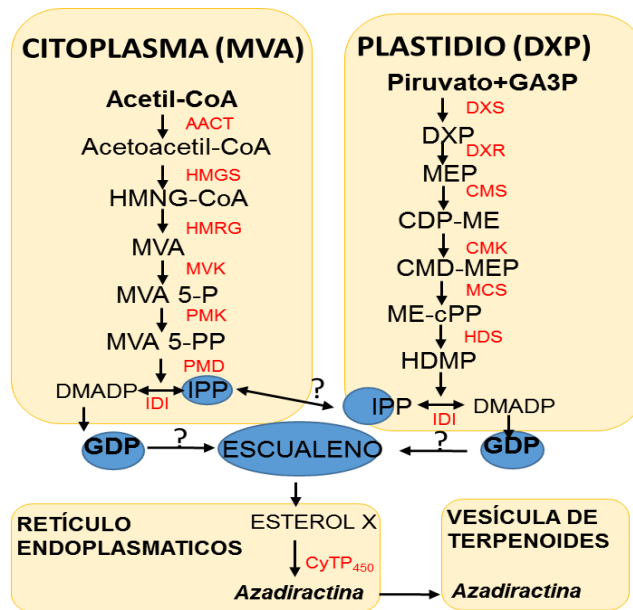 CITOPLASMA (MVA)
Acetil-CoA
AACT
Acetoacetil-CoA
HMGS
HMNG-CoA
HMRG
MVA
MVK
MVA 5-P
PMK
MVA 5-PP
PMD
DMADP
IDI
IPP
?
GDP
?
PLASTIDIO (DXP)
Piruvato+GA3P
DXS
DXP
DXR
MEP
CMS
CDP-ME
CMK
CMD-MEP
MCS
ME-cPP
HDS
HDMP
IPP
IDI
DMADP
GDP
?
ESCUALENO
RETÍCULO
ENDOPLASMATICOS
ESTEROL X
CyTP450
Azadiractina
VESÍCULA DE
TERPENOIDES
Azadiractina